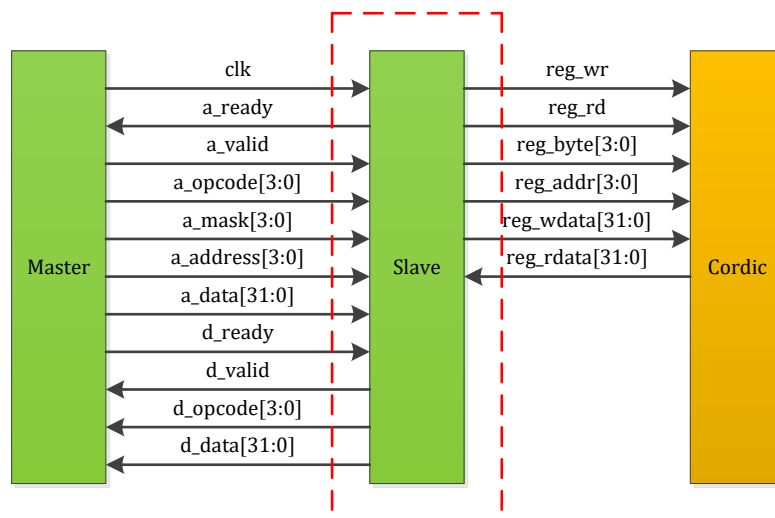 clk
a_ready
a_valid
a_opcode[3:0]
a_mask[3:0]
a_address[3:0]
a_data[31:0]
d_ready
d_valid
d_opcode[3:0]
d_data[31:0]
Master
Slave
reg_wr
reg_rd
reg_byte[3:0]
reg_addr[3:0]
reg_wdata[31:0]
reg_rdata[31:0]
Cordic